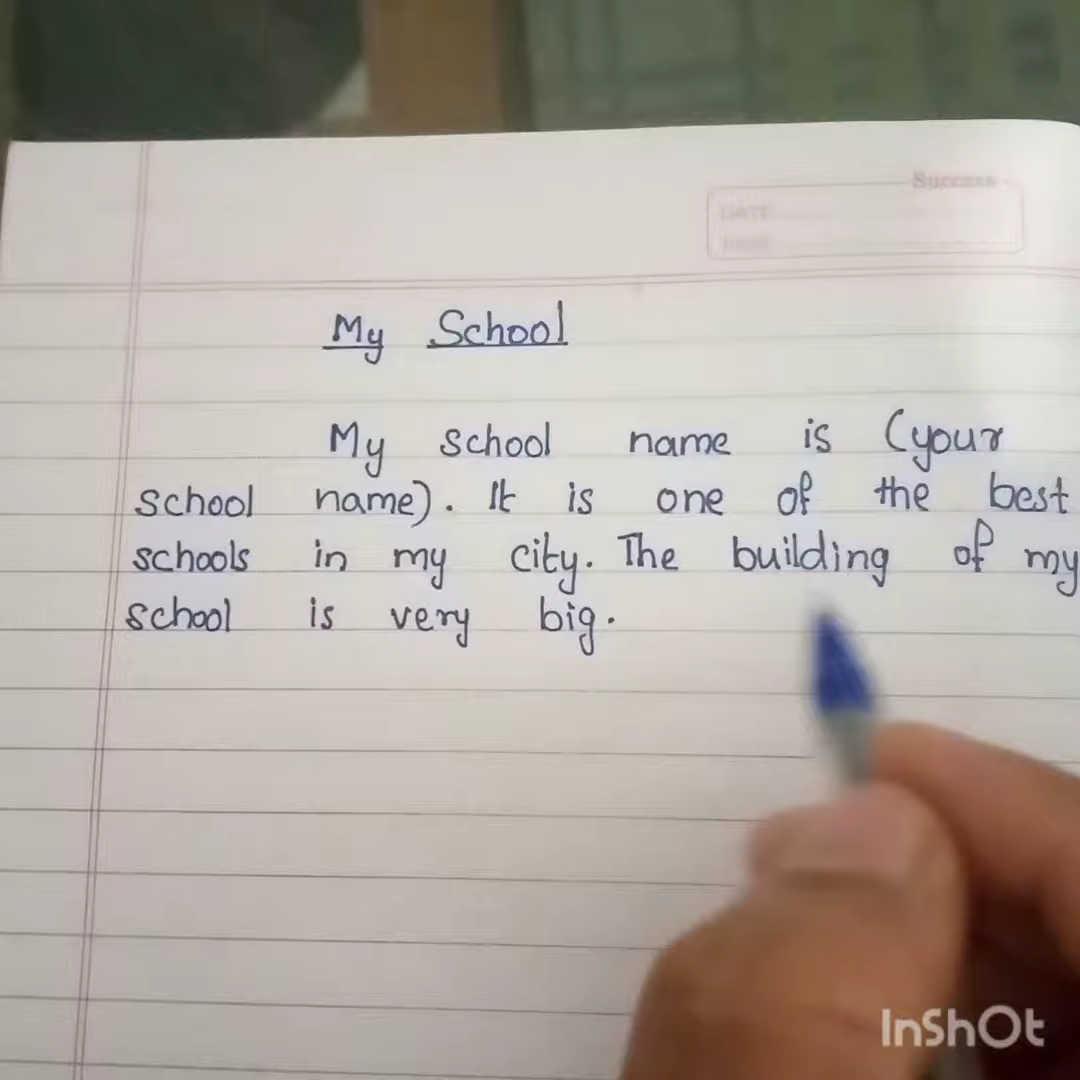 Success
DATE
My School
My school name is (your
school name). It is one of the best
schools in my city. The building of my
school is very big.
InShOt